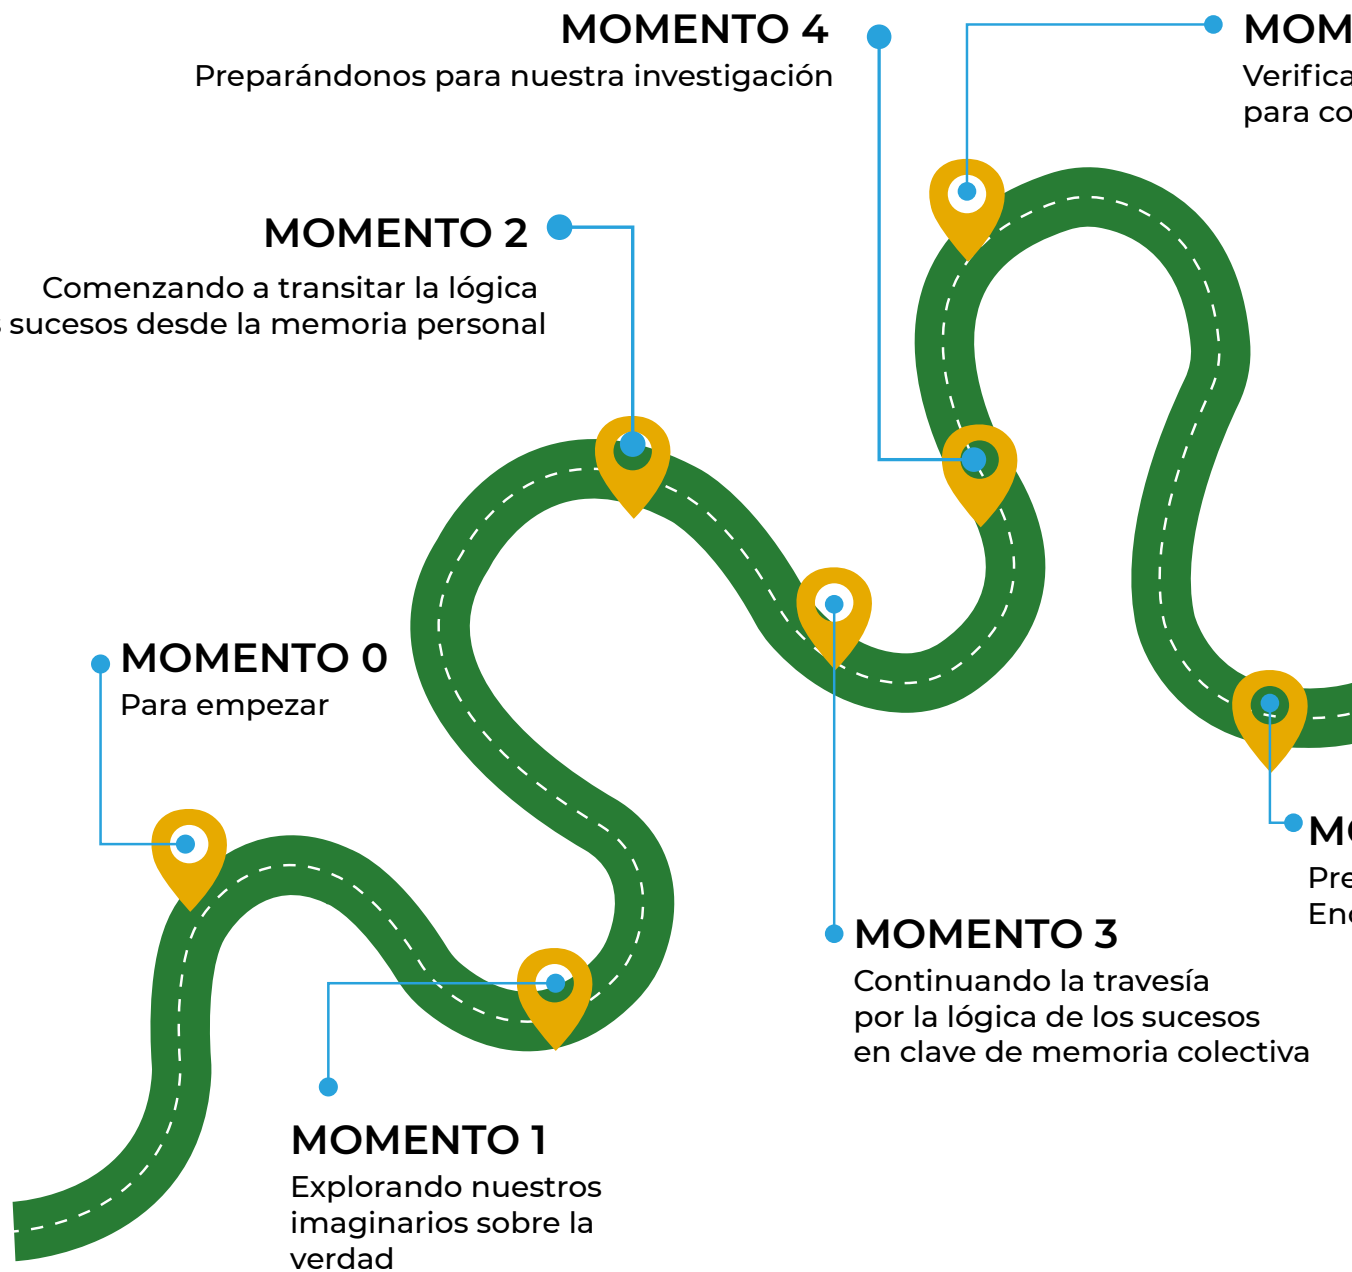 MOMENTO 4
Preparándonos para nuestra investigación
MOMENTO 2
Comenzando a transitar la lógica
sucesos desde la memoria personal
MOMENTO 0
Para empezar
MOMENTO 3
Continuando la travesía
por la lógica de los sucesos
en clave de memoria colectiva
MOMENTO 1
Explorando nuestros
imaginarios sobre la
verdad